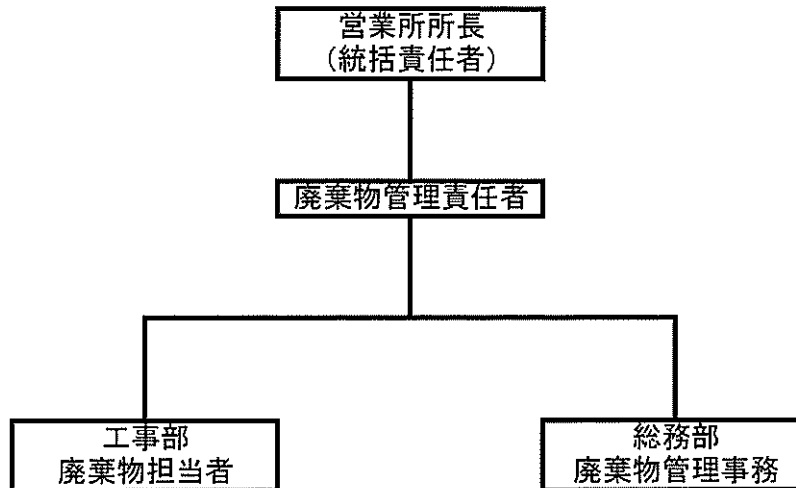 営業所所長
(統括責任者)
廃棄物管理責任者
工事部
廃棄物担当者
総務部
廃棄物管理事務